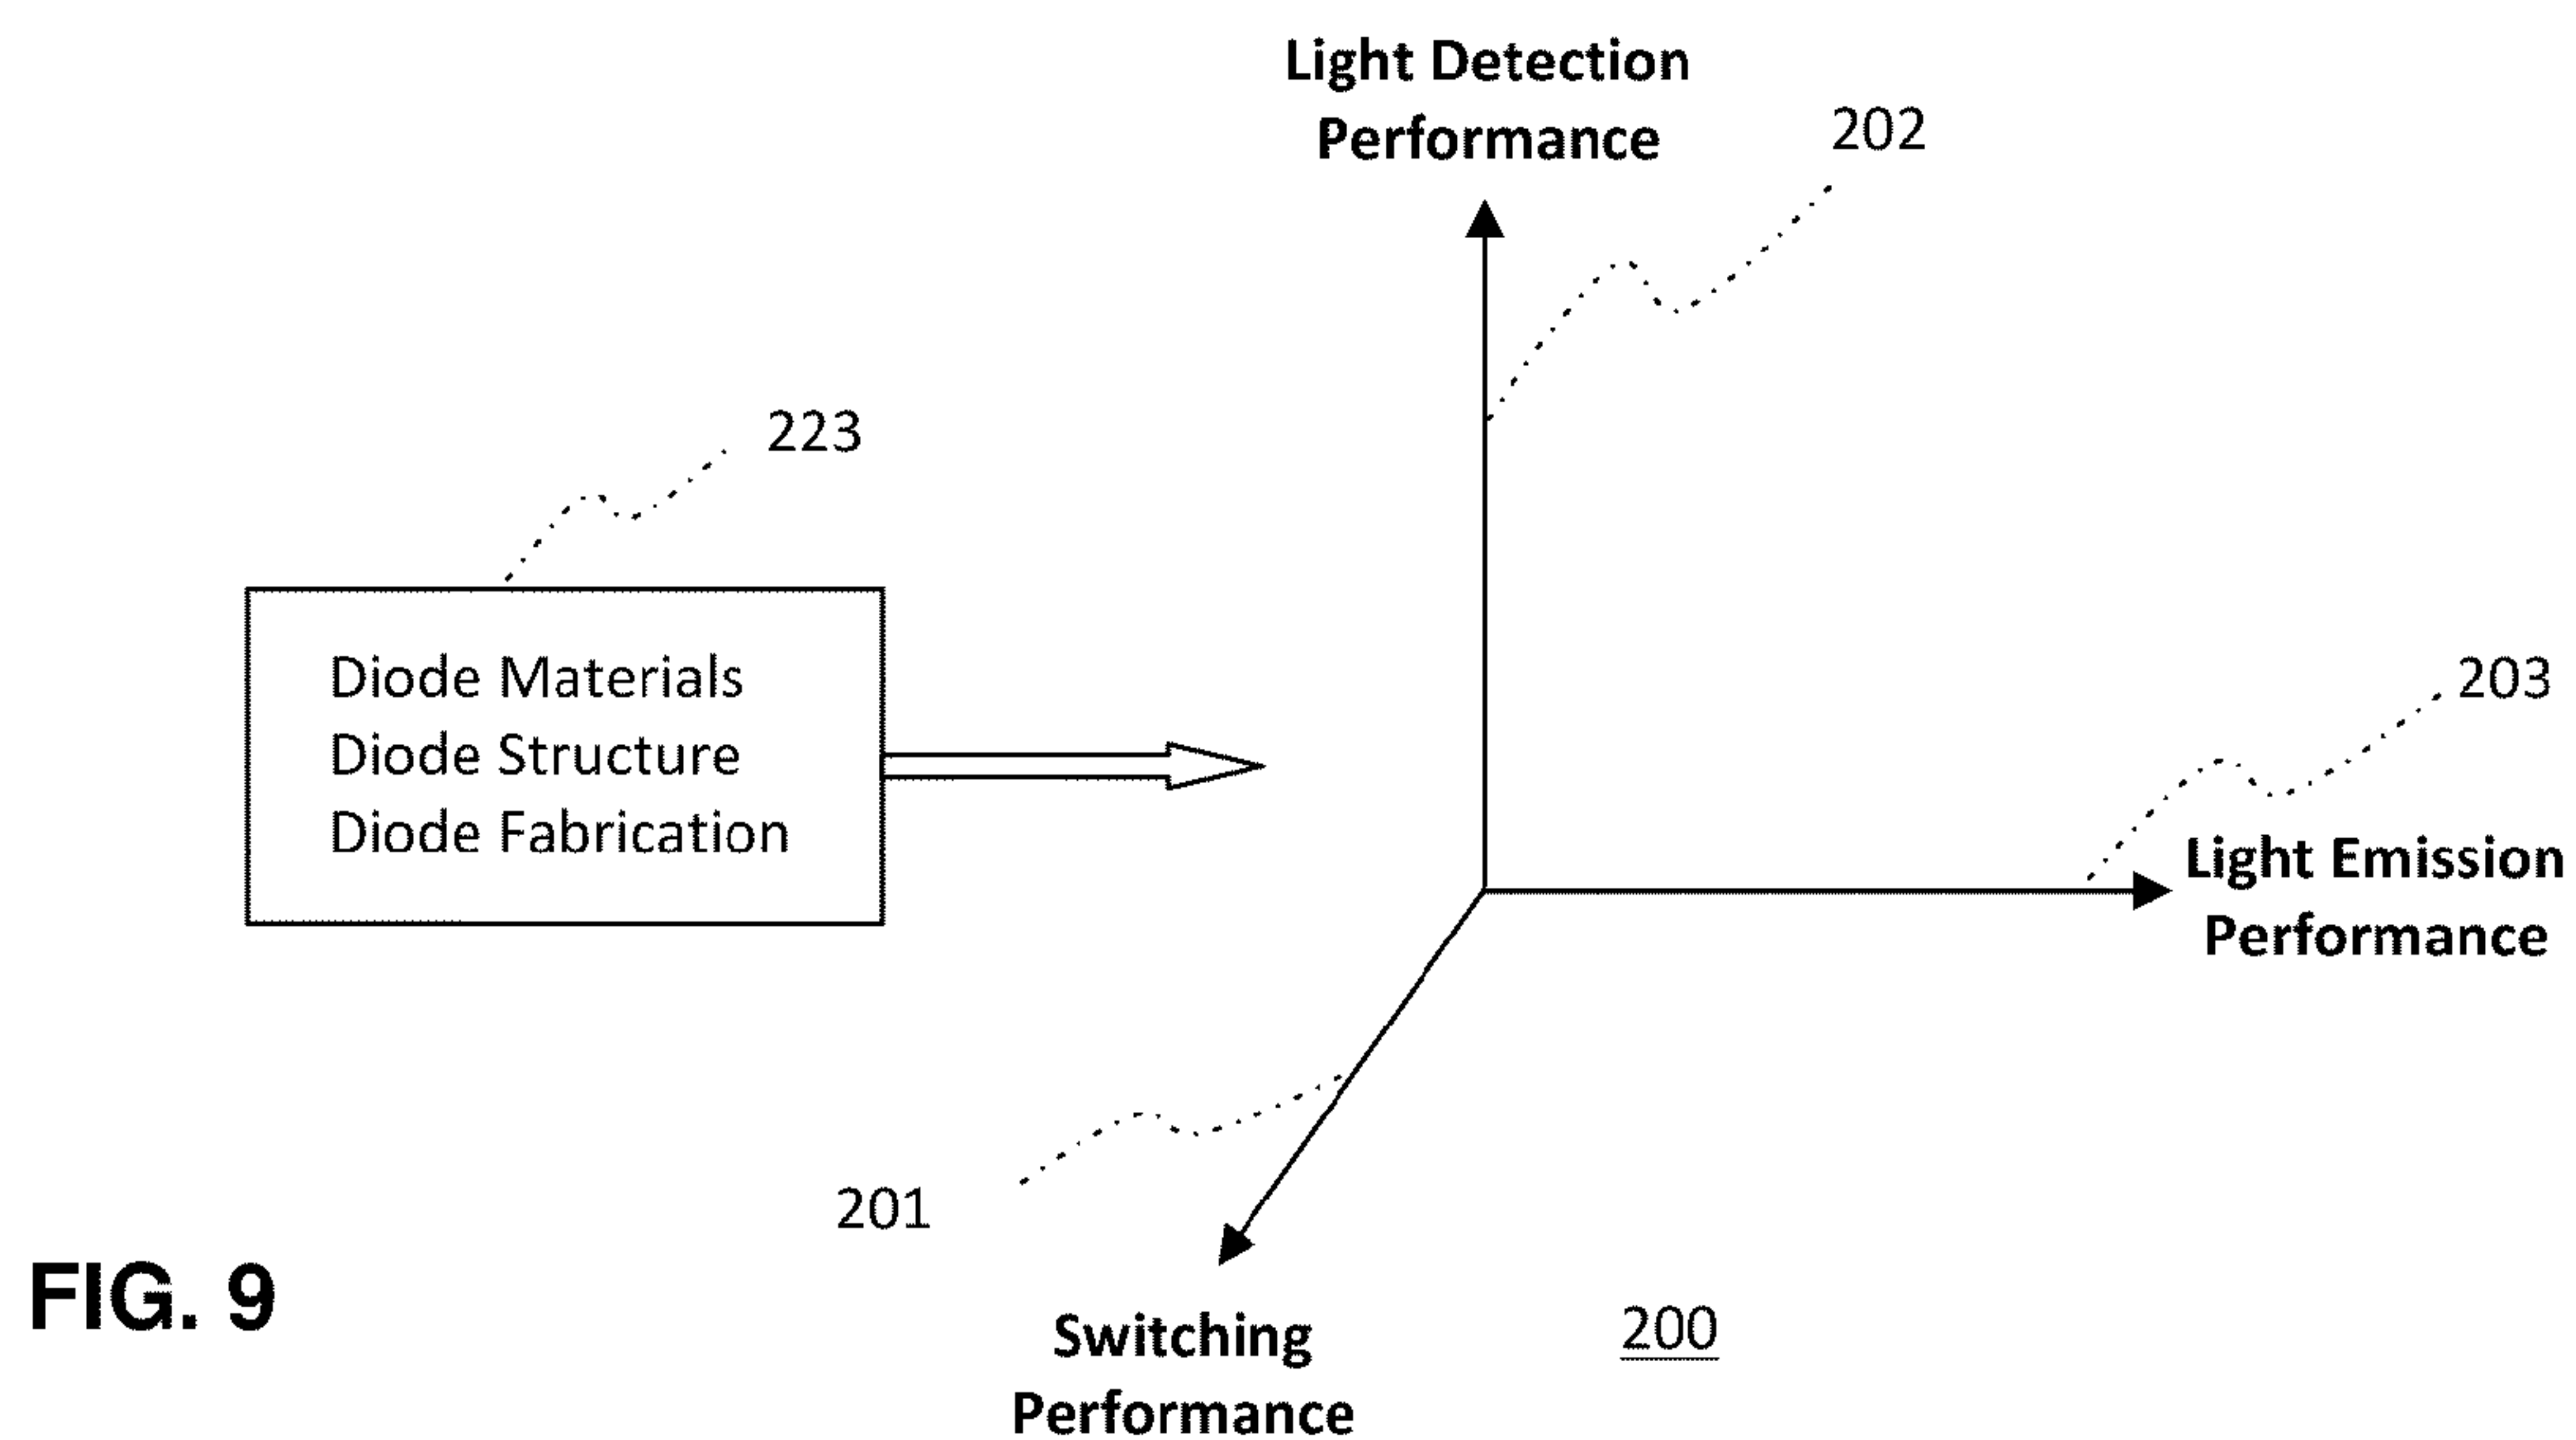 Light Detection
Performance
202
223
Diode Materials
Diode Structure
Diode Fabrication
203
Light Emission
Performance
201
FIG. 9
Switching
Performance
200